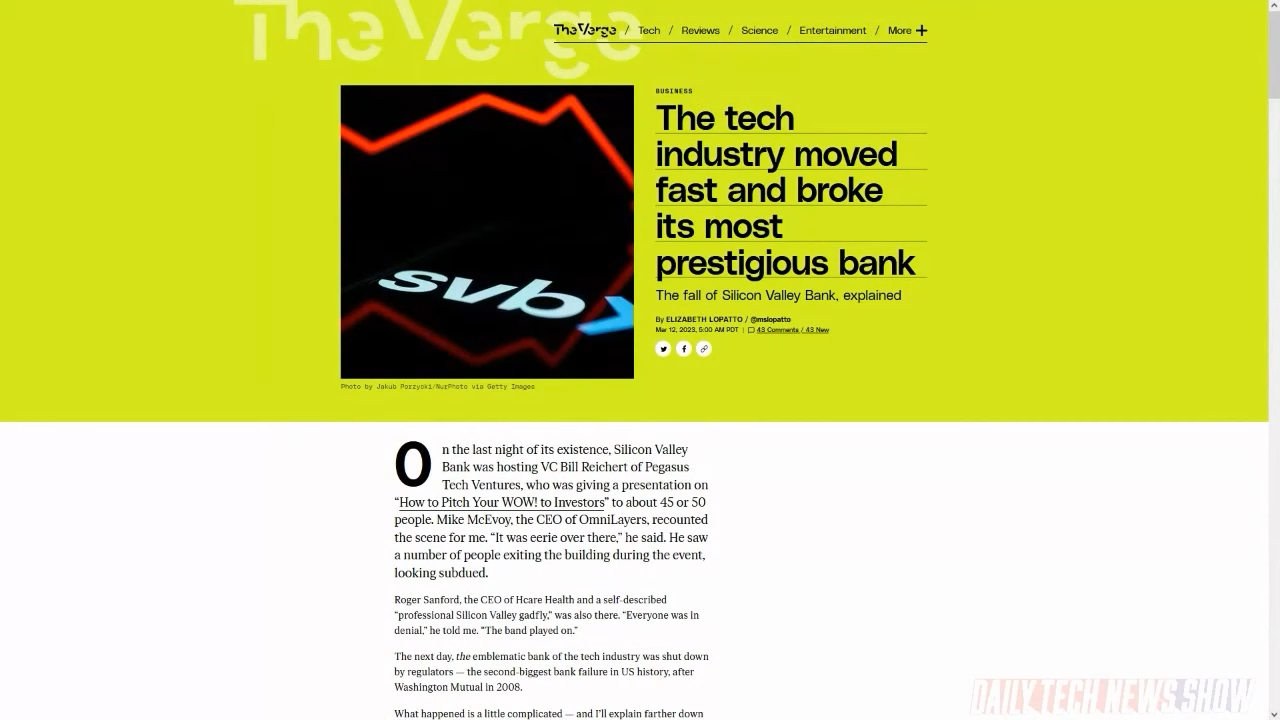 The Verge
TheVerge / Tech / Reviews / Science / Entertainment / More
BUSINESS
The tech
industry moved
fast and broke
its most
prestigious bank
The fall of Silicon Valley Bank, explained
By ELIZABETH LOPATTO / @mslopatto
Mar 12, 2023, 5:00 AM PDT | 43 Comments / 43 New
svb
Photo by Jakub Porzycki/NurPhoto via Getty Images
On the last night of its existence, Silicon Valley
Bank was hosting VC Bill Reichert of Pegasus
Tech Ventures, who was giving a presentation on
“How to Pitch Your WOW! to Investors” to about 45 or 50
people. Mike McEvoy, the CEO of OmniLayers, recounted
the scene for me. “It was eerie over there,” he said. He saw
a number of people exiting the building during the event,
looking subdued.
Roger Sanford, the CEO of Hcare Health and a self-described
“professional Silicon Valley gadfly,” was also there. “Everyone was in
denial,” he told me. “The band played on.”
The next day, the emblematic bank of the tech industry was shut down
by regulators — the second-biggest bank failure in US history, after
Washington Mutual in 2008.
What happened is a little complicated — and I’ll explain farther down
DAILY TECH NEWS SHOW